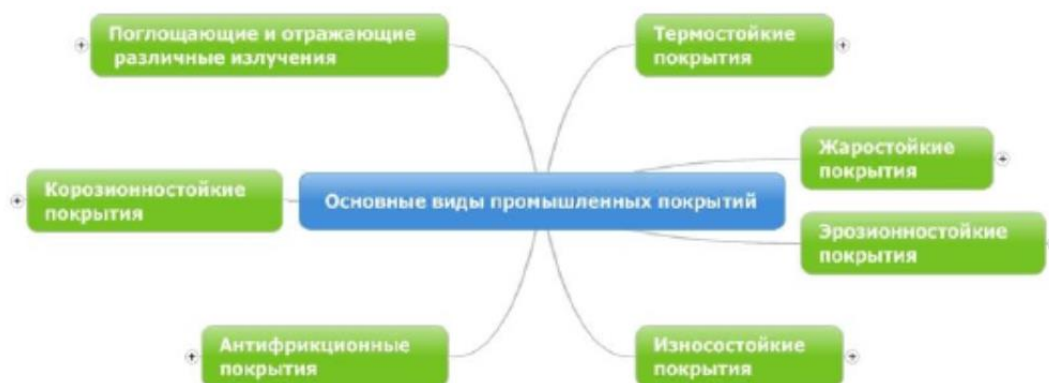 Поглощающие и отражающие
различные излучения
Термостойкие
покрытия
Жаростойкие
покрытия
Корозионностойкие
покрытия
Основные виды промышленных покрытий
Эрозионностойкие
покрытия
Антифрикционные
покрытия
Износостойкие
покрытия